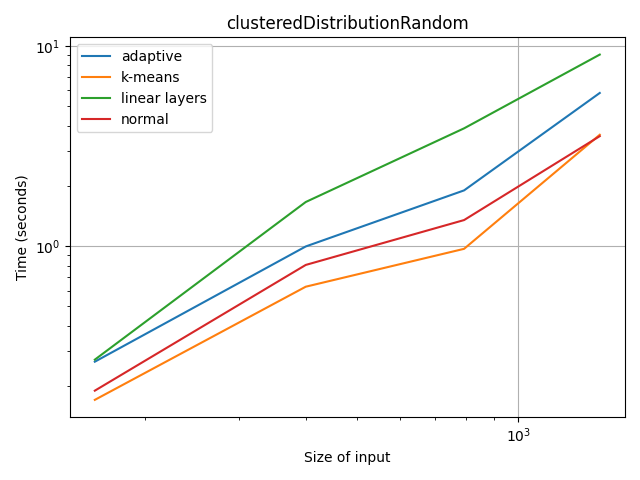 clusteredDistributionRandom
adaptive
k-means
linear layers
normal
Time (seconds)
10¹
10⁰
10³
Size of input